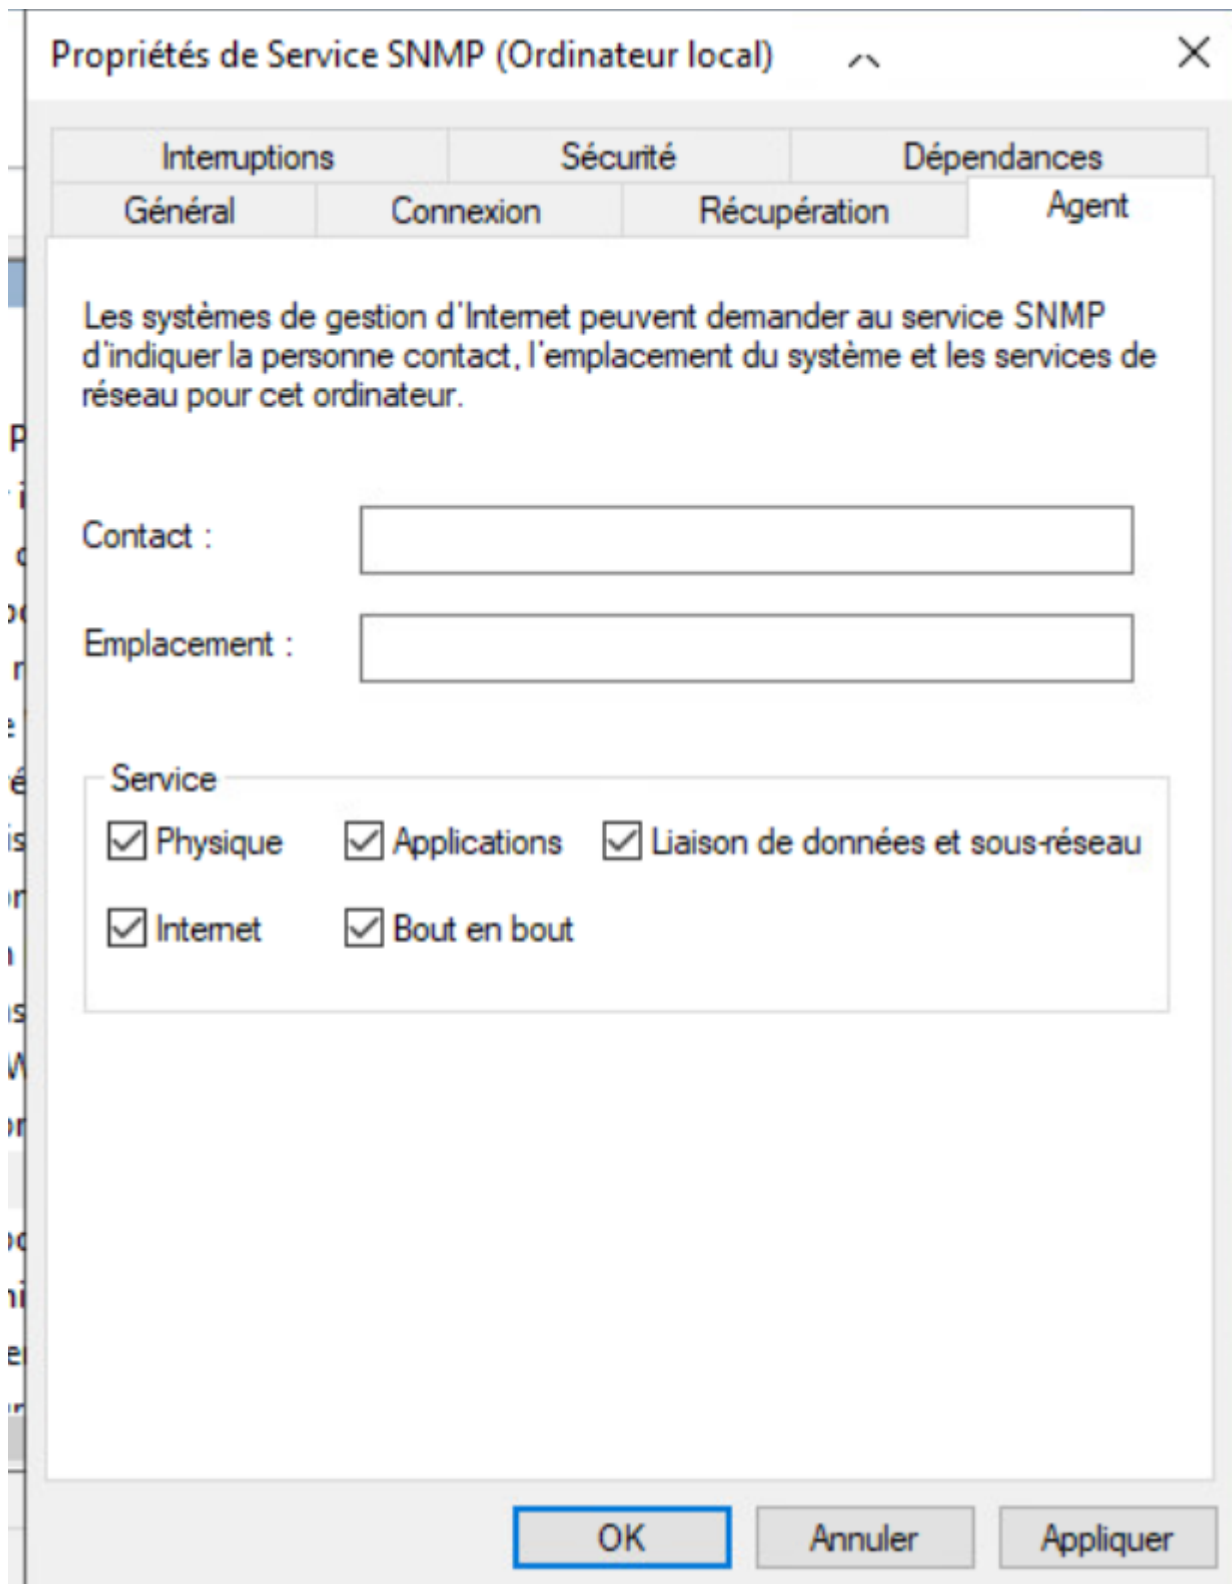 Propriétés de Service SNMP (Ordinateur local)
Interruptions
Sécurité
Dépendances
Général
Connexion
Récupération
Agent
Les systèmes de gestion d'Internet peuvent demander au service SNMP
d'indiquer la personne contact, l'emplacement du système et les services de
réseau pour cet ordinateur.
Contact :
Emplacement :
Service
Physique
Applications
Liaison de données et sous-réseau
Internet
Bout en bout
OK
Annuler
Appliquer